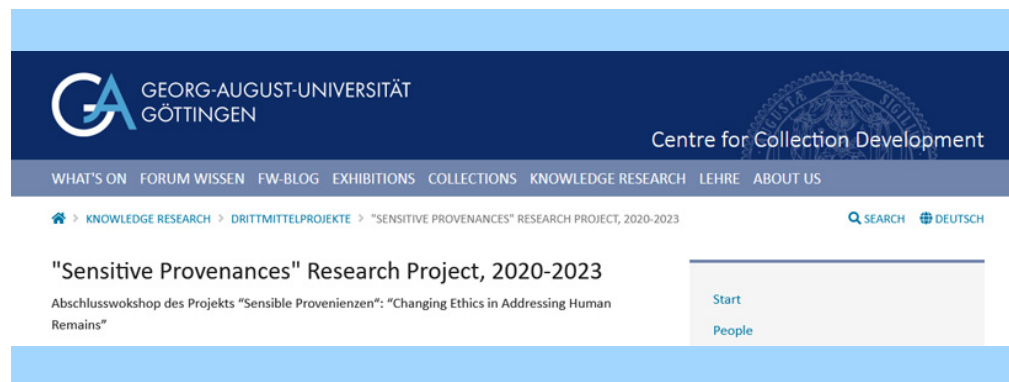 GEORG-AUGUST-UNIVERSITÄT
GÖTTINGEN
Centre for Collection Development
WHAT'S ON FORUM WISSEN FW-BLOG EXHIBITIONS COLLECTIONS KNOWLEDGE RESEARCH LEHRE ABOUT US
> KNOWLEDGE RESEARCH > DRITTMITTELPROJEKTE > "SENSITIVE PROVENANCES" RESEARCH PROJECT, 2020-2023
SEARCH DEUTSCH
"Sensitive Provenances" Research Project, 2020-2023
Abschlusswokshop des Projekts “Sensible Provenienzen“: “Changing Ethics in Addressing Human
Remains”
Start
People